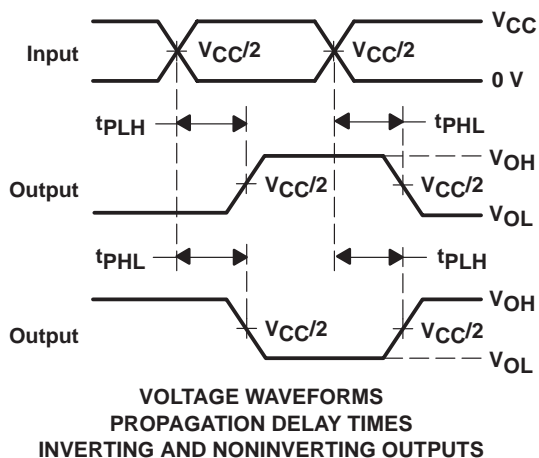 VCC
Input VCC/2 VCC/2
0 V
tPLH tPHL
VOH
Output VCC/2 VCC/2
VOL
tPHL tPLH
VOH
Output VCC/2 VCC/2
VOL
VOLTAGE WAVEFORMS
PROPAGATION DELAY TIMES
INVERTING AND NONINVERTING OUTPUTS